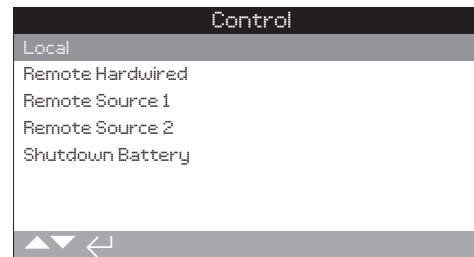 Control
Local
Remote Hardwired
Remote Source 1
Remote Source 2
Shutdown Battery